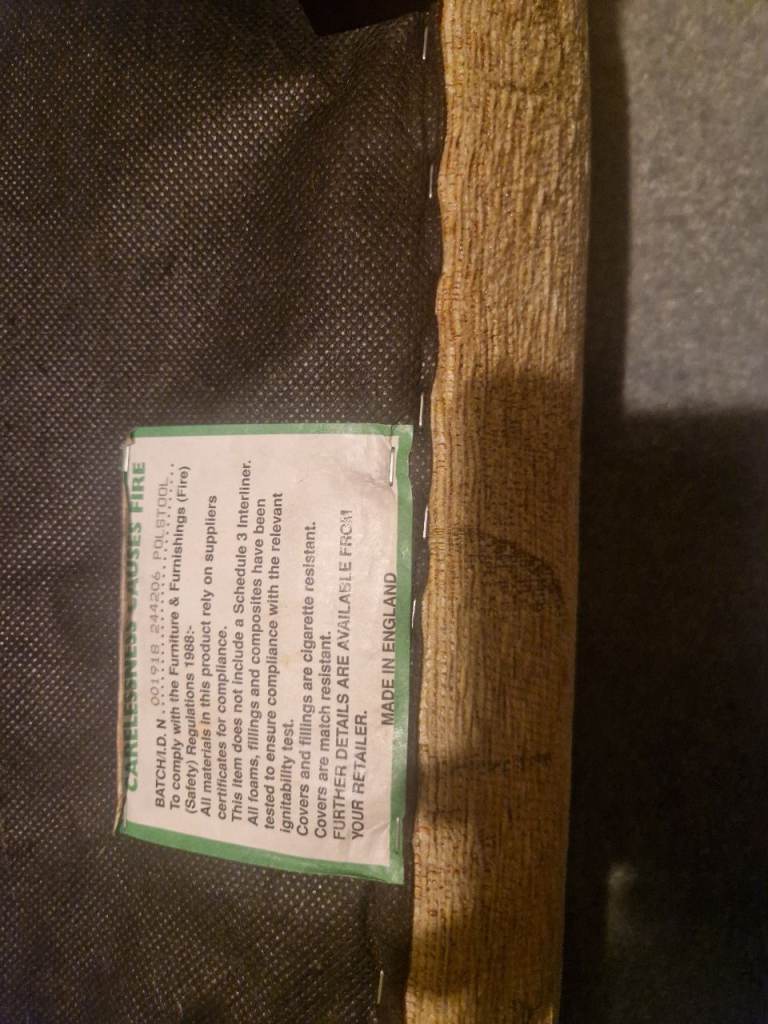 CARELESSNESS CAUSES FIRE
BATCH/I.D. N 001918 244206 POLSTOOL
To comply with the Furniture & Furnishings (Fire)
(Safety) Regulations 1988:-
All materials in this product rely on suppliers
certificates for compliance.
This item does not include a Schedule 3 Interliner.
All foams, fillings and composites have been
tested to ensure compliance with the relevant
ignitability test.
Covers and fillings are cigarette resistant.
Covers are match resistant.
FURTHER DETAILS ARE AVAILABLE FROM
YOUR RETAILER.
MADE IN ENGLAND